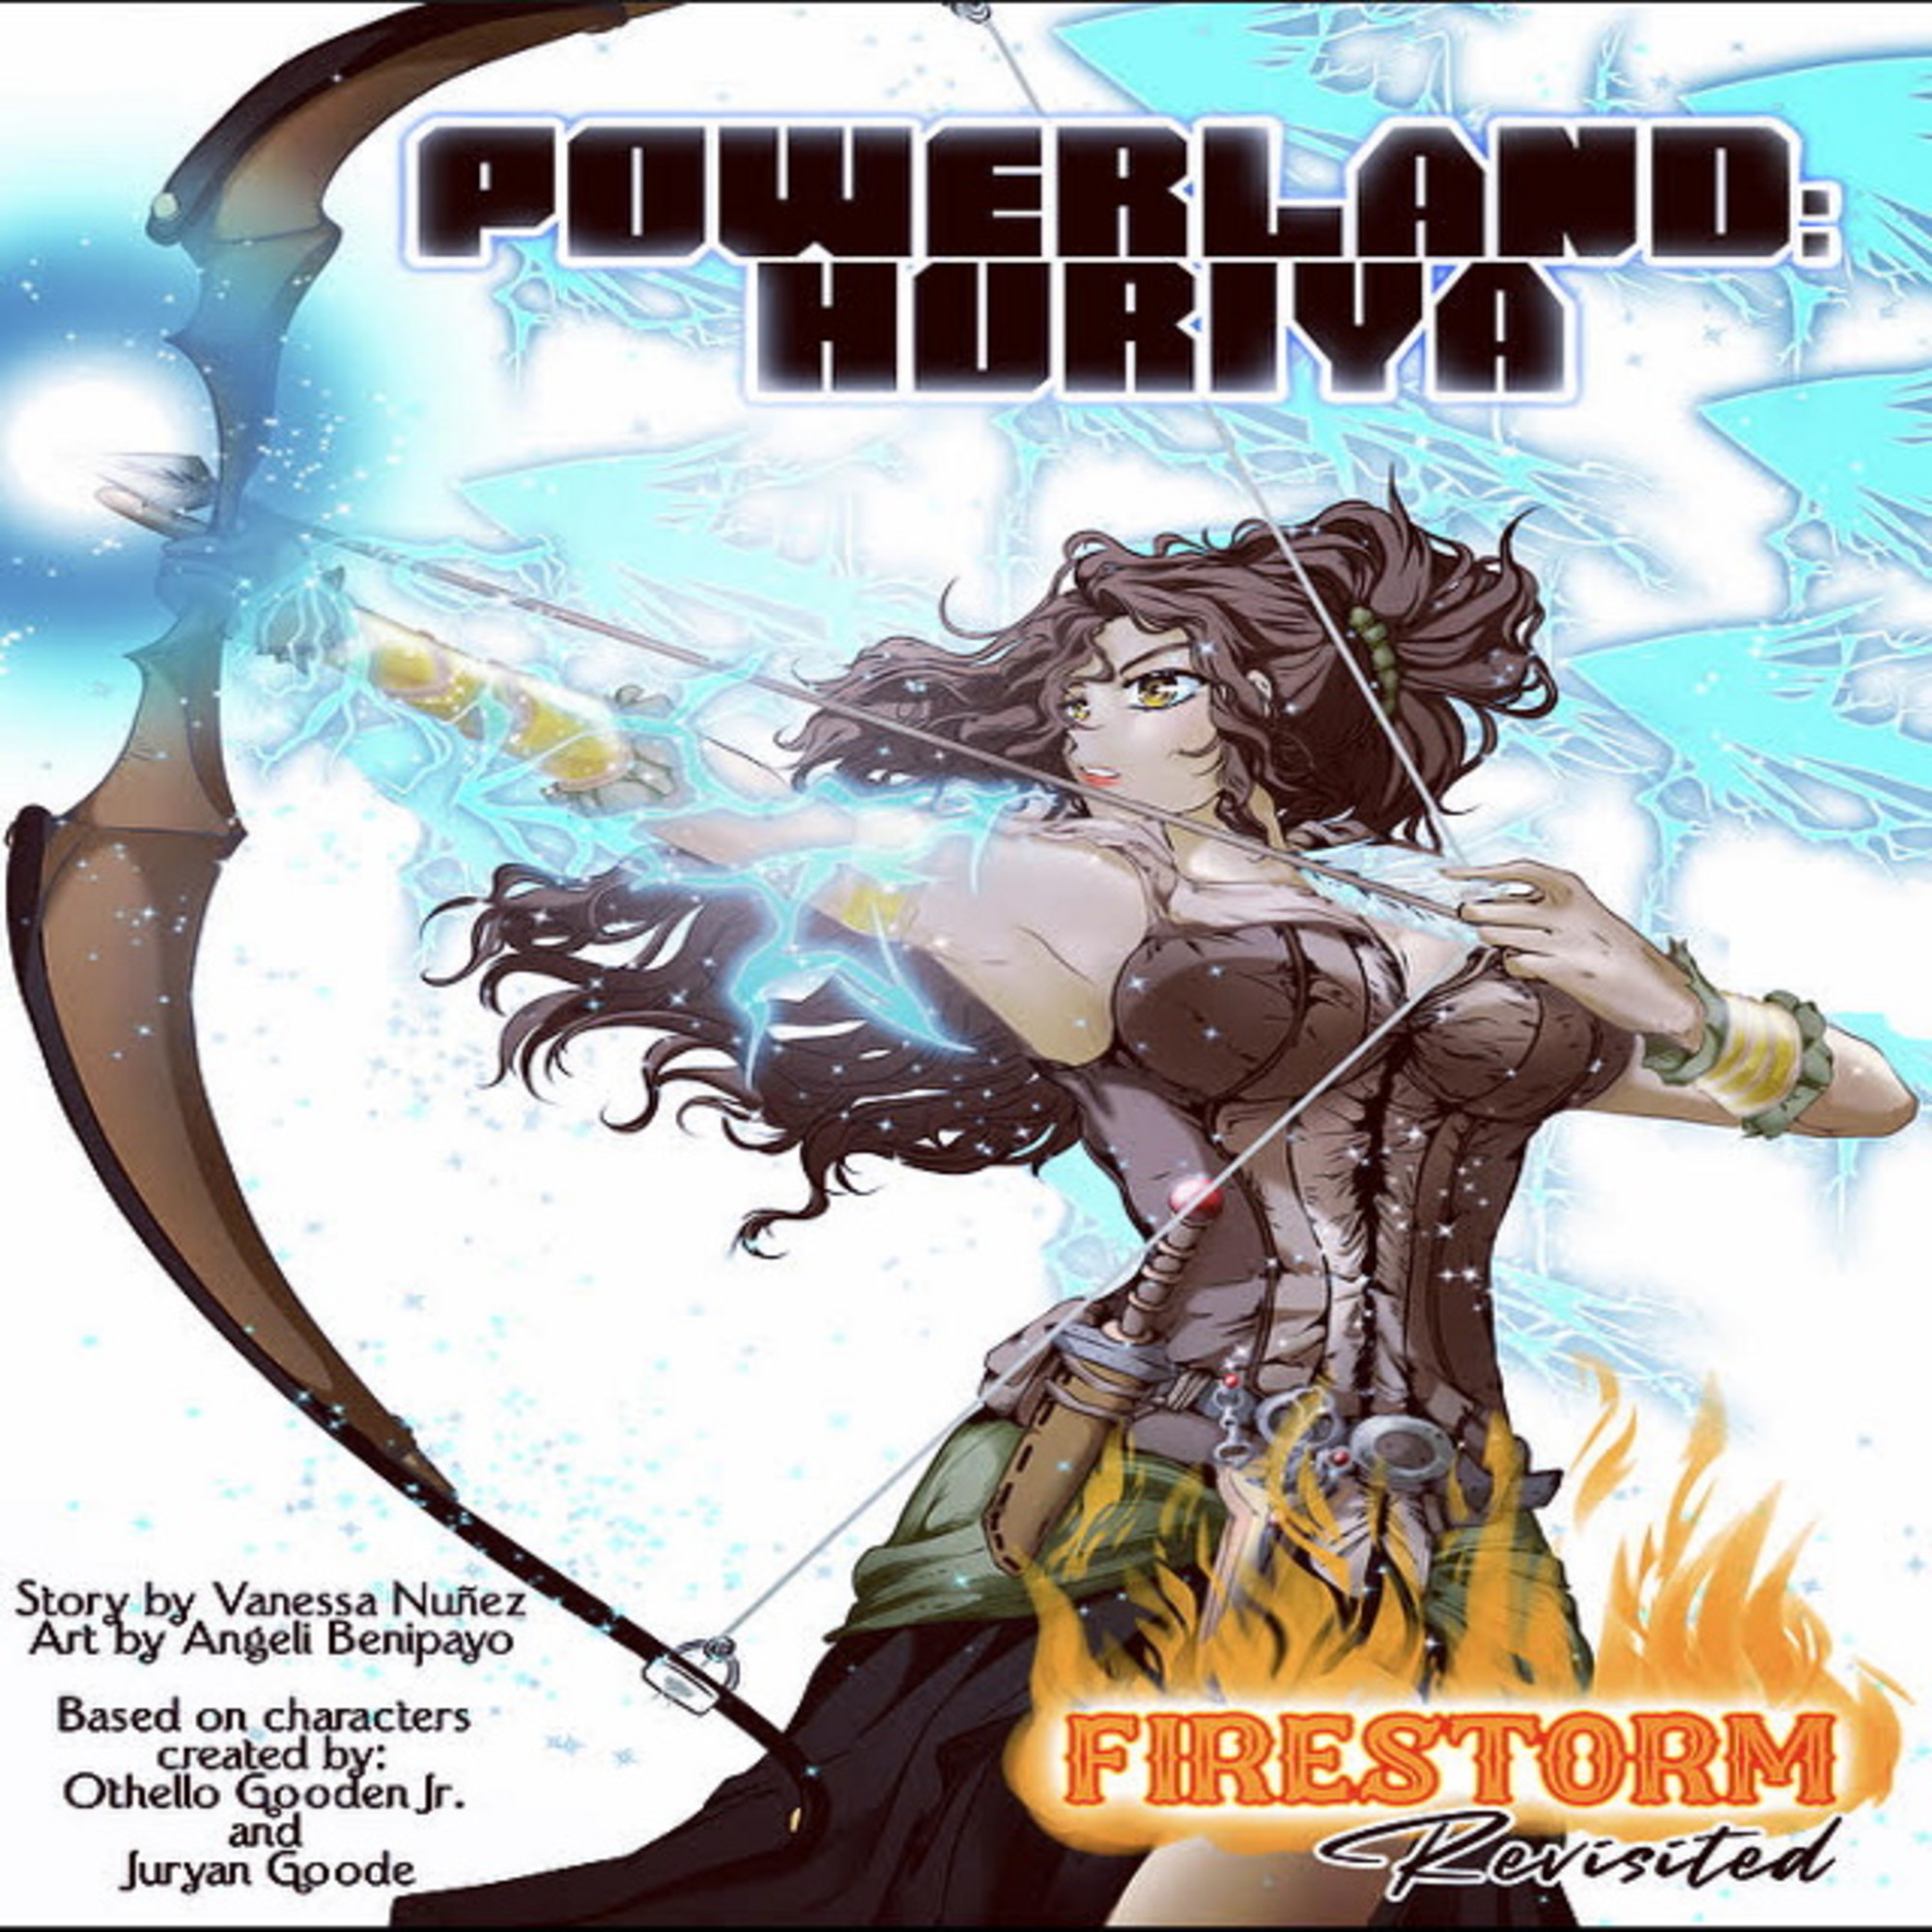 POWERLAND:
HURIYA
Story by Vanessa Nuñez
Art by Angeli Benipayo
Based on characters
created by:
Othello Gooden Jr.
and
Juryan Goode
FIRESTORM
Revisited